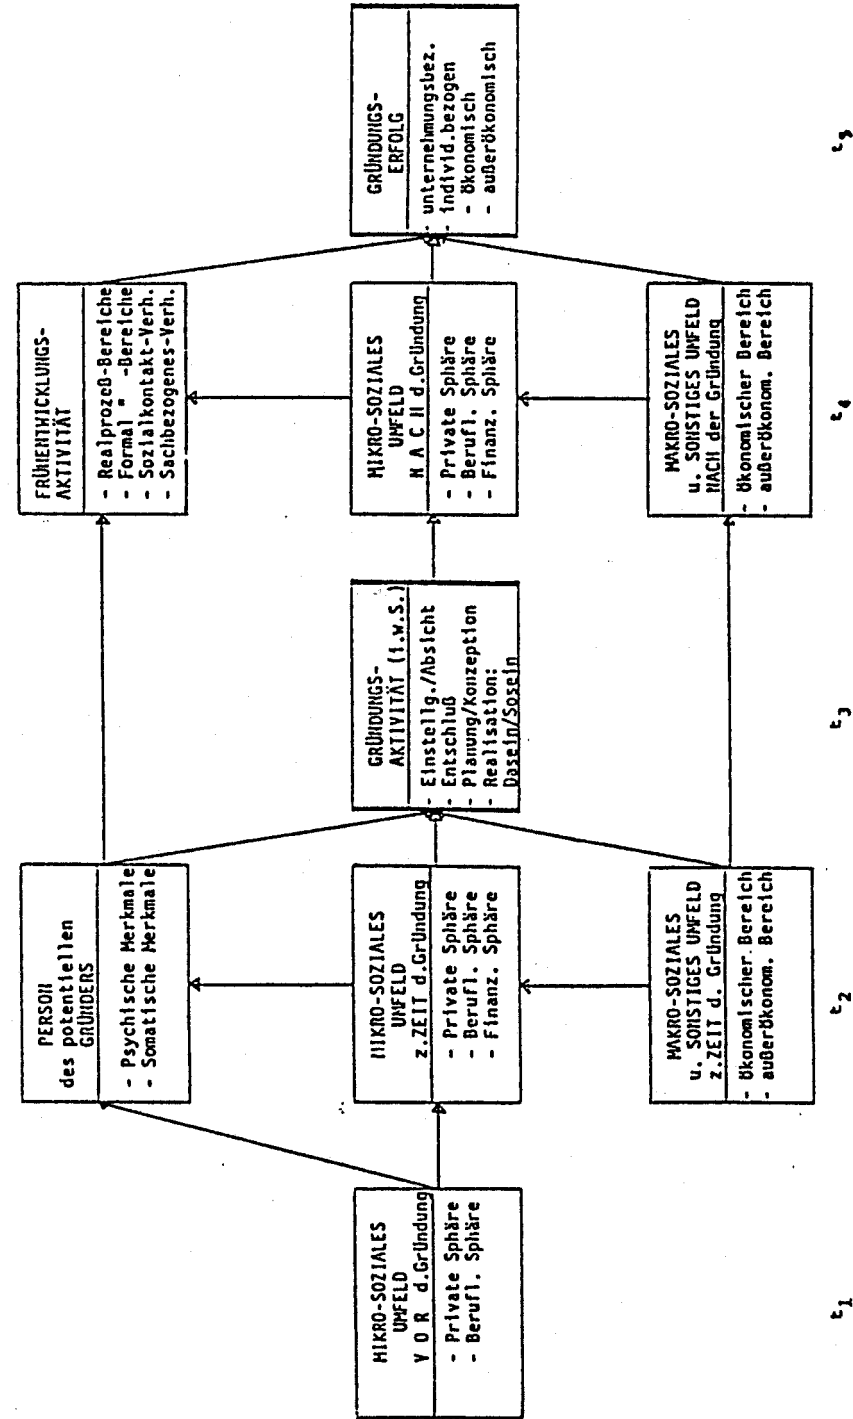 MIKRO-SOZIALES
UMFELD
V O R d.Gründung
- Private Sphäre
- Berufl. Sphäre
PERSON
des potentiellen
GRÜNDERS
- Psychische Merkmale
- Somatische Merkmale
MIKRO-SOZIALES
UMFELD
z.ZEIT d.Gründung
- Private Sphäre
- Berufl. Sphäre
- Finanz. Sphäre
MAKRO-SOZIALES
u. SONSTIGES UMFELD
z.ZEIT d. Gründung
- Ökonomischer Bereich
- außerökonom. Bereich
GRÜNDUNGS-
AKTIVITÄT (i.w.S.)
- Einstellg./Absicht
- Entschluß
- Planung/Konzeption
- Realisation:
Dasein/Sosein
FRÜHENTWICKLUNGS-
AKTIVITÄT
- Realprozeß-Bereiche
- Formal " -Bereiche
- Sozialkontakt-Verh.
- Sachbezogenes-Verh.
MIKRO-SOZIALES
UMFELD
N A C H d.Gründung
- Private Sphäre
- Berufl. Sphäre
- Finanz. Sphäre
MAKRO-SOZIALES
u. SONSTIGES UMFELD
NACH der Gründung
- Ökonomischer Bereich
- außerökonom. Bereich
GRÜNDUNGS-
ERFOLG
- unternehmungsbez.
- individ.bezogen
- ökonomisch
- außerökonomisch
t1
t2
t3
t4
t5